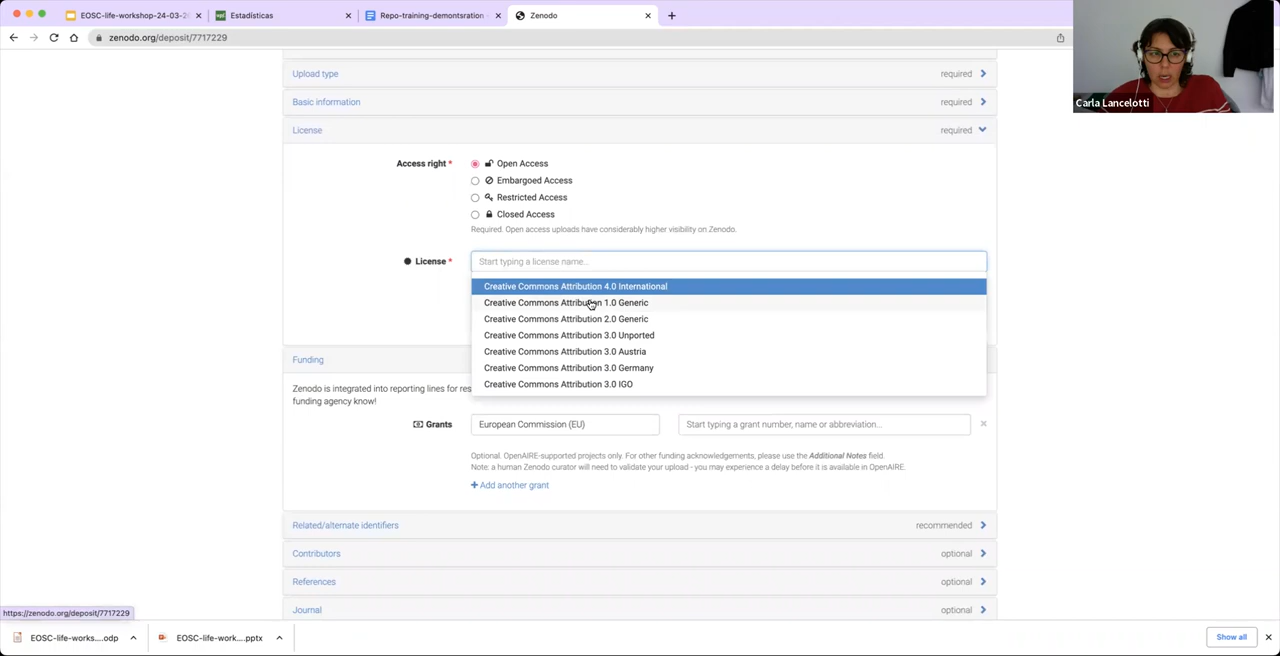 EOSC-life-workshop-24-03-2
Estadísticas
Repo-training-demontsration
Zenodo
zenodo.org/deposit/7717229
Carla Lancelotti
Upload type required
Basic information required
License required
Access right *
Open Access
Embargoed Access
Restricted Access
Closed Access
Required. Open access uploads have considerably higher visibility on Zenodo.
License * Start typing a license name...
Creative Commons Attribution 4.0 International
Creative Commons Attribution 1.0 Generic
Creative Commons Attribution 2.0 Generic
Creative Commons Attribution 3.0 Unported
Creative Commons Attribution 3.0 Austria
Creative Commons Attribution 3.0 Germany
Creative Commons Attribution 3.0 IGO
Funding
Zenodo is integrated into reporting lines for res
funding agency know!
Grants European Commission (EU) Start typing a grant number, name or abbreviation...
Optional. OpenAIRE-supported projects only. For other funding acknowledgements, please use the Additional Notes field.
Note: a human Zenodo curator will need to validate your upload - you may experience a delay before it is available in OpenAIRE.
+ Add another grant
Related/alternate identifiers recommended
Contributors optional
References optional
Journal optional
https://zenodo.org/deposit/7717229
EOSC-life-works....odp
EOSC-life-work....pptx
Show all